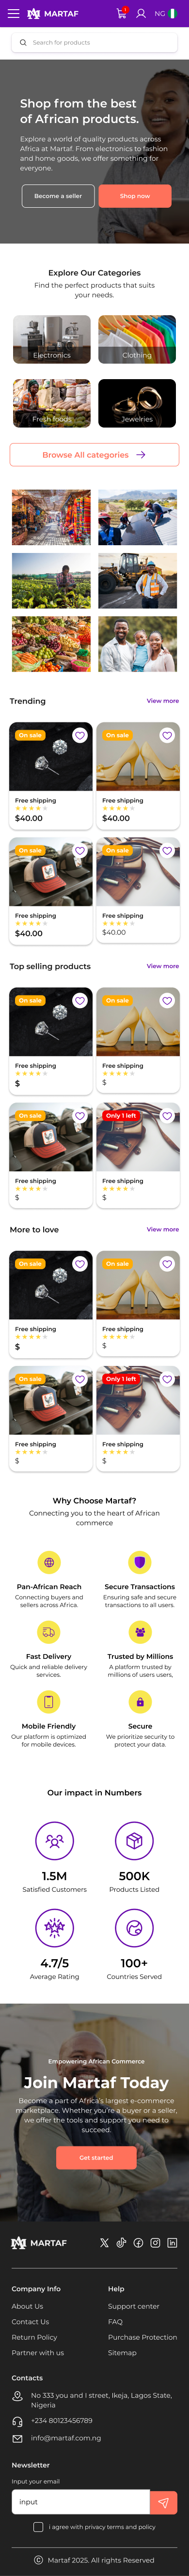 MARTAF
1
NG
Search for products
Shop from the best
of African products.
Explore a world of quality products across
Africa at Martaf. From electronics to fashion
and home goods, we offer something for
everyone.
Become a seller
Shop now
Explore Our Categories
Find the perfect products that suits
your needs.
Electronics
Clothing
Fresh foods
Jewelries
Browse All categories
Trending
View more
On sale
On sale
Free shipping
$40.00
Free shipping
$40.00
On sale
On sale
Free shipping
$40.00
Free shipping
$40.00
Top selling products
View more
On sale
On sale
Free shipping
$
Free shipping
$
On sale
Only 1 left
Free shipping
$
Free shipping
$
More to love
View more
On sale
On sale
Free shipping
$
Free shipping
$
On sale
Only 1 left
Free shipping
$
Free shipping
$
Why Choose Martaf?
Connecting you to the heart of African
commerce
Pan-African Reach
Connecting buyers and
sellers across Africa.
Secure Transactions
Ensuring safe and secure
transactions to all users.
Fast Delivery
Quick and reliable delivery
services.
Trusted by Millions
A platform trusted by
millions of users users,
Mobile Friendly
Our platform is optimized
for mobile devices.
Secure
We prioritize security to
protect your data.
Our impact in Numbers
1.5M
Satisfied Customers
500K
Products Listed
4.7/5
Average Rating
100+
Countries Served
Empowering African Commerce
Join Martaf Today
Become a part of Africa's largest e-commerce
marketplace. Whether you're a buyer or a seller,
we offer the tools and support you need to
succeed.
Get started
MARTAF
Company Info
About Us
Contact Us
Return Policy
Partner with us
Help
Support center
FAQ
Purchase Protection
Sitemap
Contacts
No 333 you and I street, Ikeja, Lagos State,
Nigeria
+234 80123456789
info@martaf.com.ng
Newsletter
Input your email
input
i agree with privacy terms and policy
© Martaf 2025. All rights Reserved